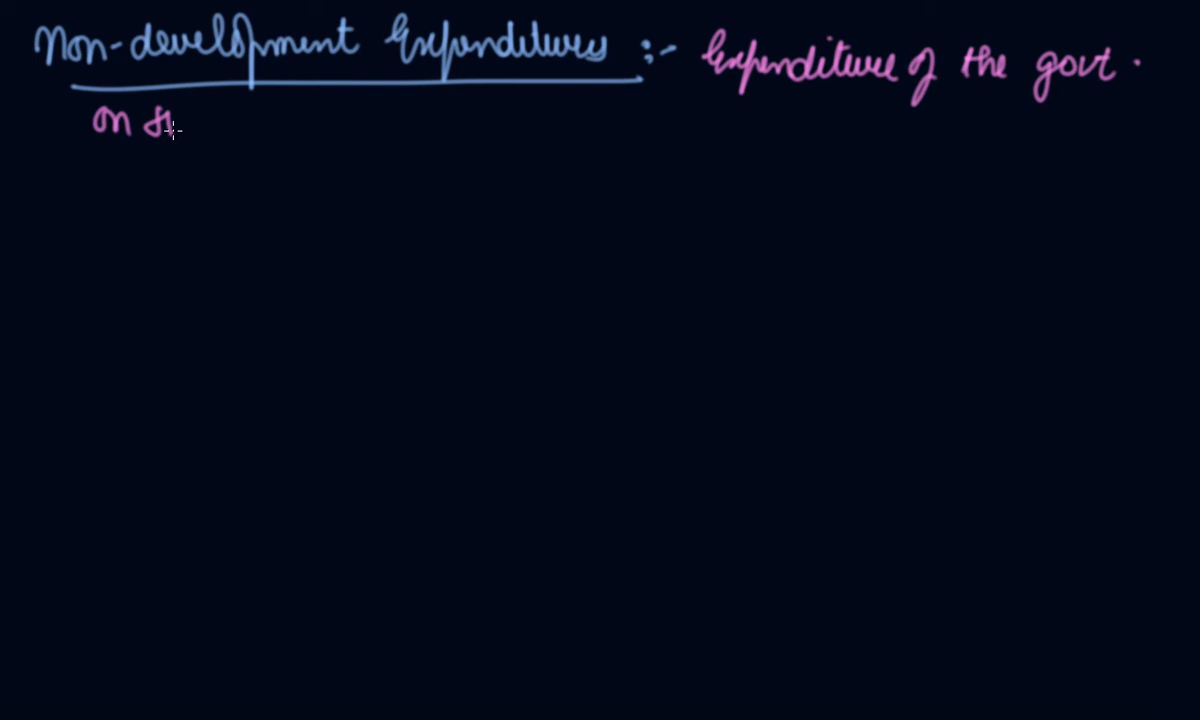 Non-development Expenditures :- Expenditure of the govt.
on